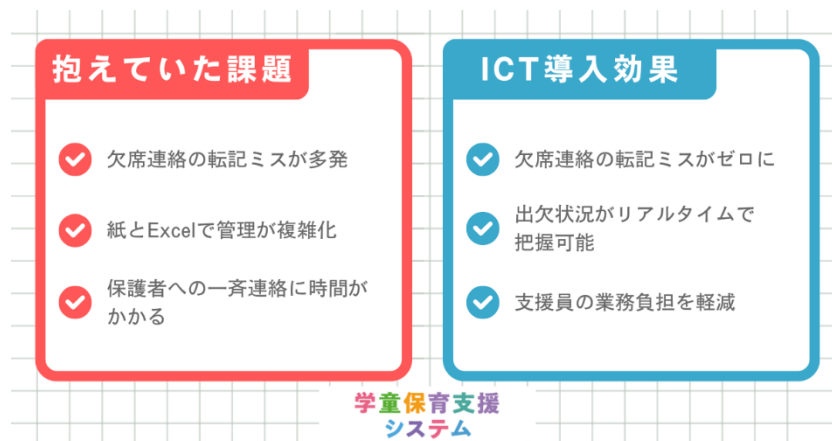 抱えていた課題
欠席連絡の転記ミスが多発
紙とExcelで管理が複雑化
保護者への一斉連絡に時間が
かかる
ICT導入効果
欠席連絡の転記ミスがゼロに
出欠状況がリアルタイムで
把握可能
支援員の業務負担を軽減
学童保育支援
システム